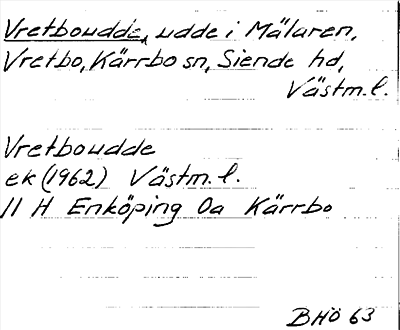 Vretboudde, udde i Mälaren,
Vretbo, Kärrbo sn, Siende hd,
Västm. l.
Vretboudde
ek (1962) Västm. l.
11 H Enköping 0a Kärrbo
BHÖ 63